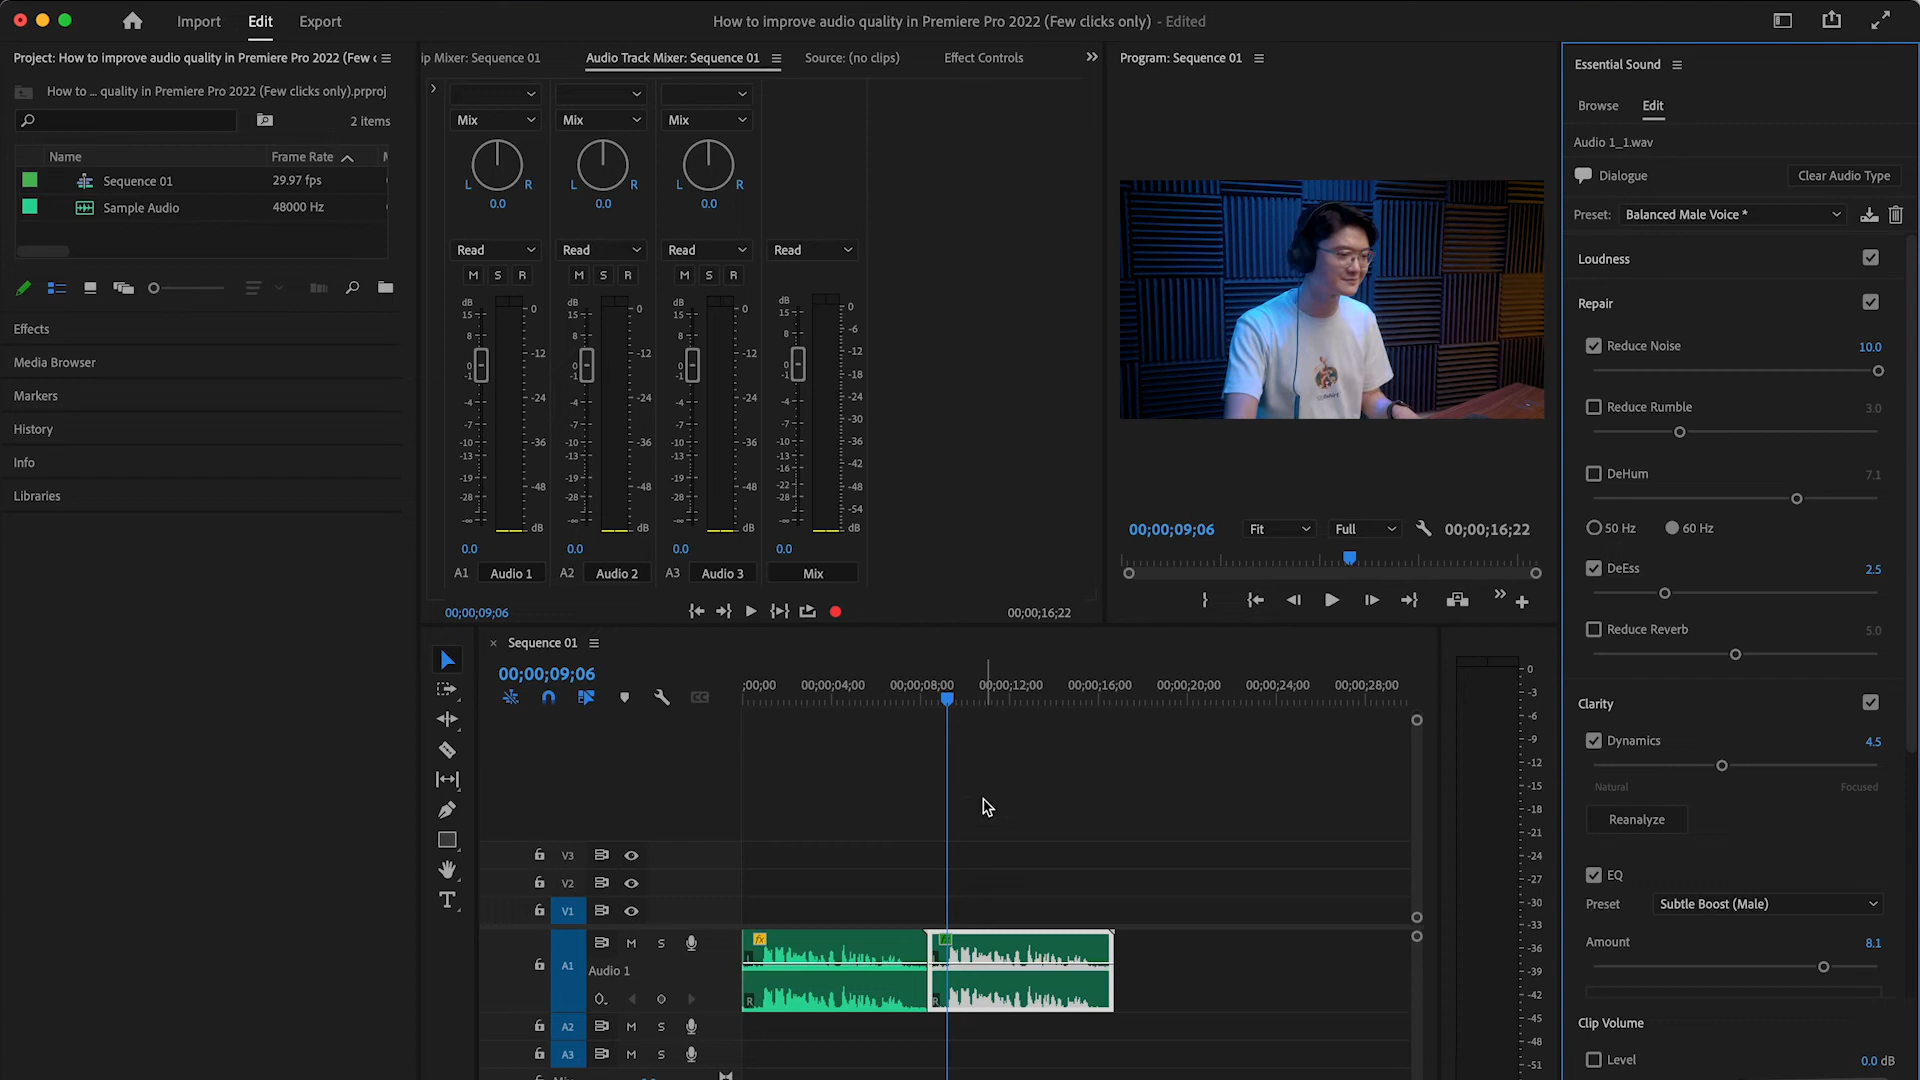 Import Edit Export
How to improve audio quality in Premiere Pro 2022 (Few clicks only) - Edited
Project: How to improve audio quality in Premiere Pro 2022 (Few c
How to ... quality in Premiere Pro 2022 (Few clicks only).prproj
2 items
Name Frame Rate
Sequence 01 29.97 fps
Sample Audio 48000 Hz
Effects
Media Browser
Markers
History
Info
Libraries
ip Mixer: Sequence 01 Audio Track Mixer: Sequence 01 Source: (no clips) Effect Controls
Mix Mix Mix
L R L R L R
0.0 0.0 0.0
Read Read Read Read
M S R M S R M S R
dB 15 8 0 -1 -4 -7 -10 -13 -19 -28 -∞
0 -12 -24 -36 -48 dB
dB 15 8 0 -1 -4 -7 -10 -13 -19 -28 -∞
0 -12 -24 -36 -48 dB
dB 15 8 0 -1 -4 -7 -10 -13 -19 -28 -∞
0 -12 -24 -36 -48 dB
dB 15 8 0 -1 -4 -7 -10 -13 -16 -22 -28 -∞
0 -6 -12 -18 -24 -30 -36 -42 -48 -54 dB
0.0 0.0 0.0 0.0
A1 Audio 1 A2 Audio 2 A3 Audio 3 Mix
00;00;09;06 00;00;16;22
Program: Sequence 01
00;00;09;06 Fit Full 00;00;16;22
Sequence 01
00;00;09;06
;00;00 00;00;04;00 00;00;08;00 00;00;12;00 00;00;16;00 00;00;20;00 00;00;24;00 00;00;28;00
CC
V3
V2
V1
A1 M S
Audio 1
fx fx
L L
R R
A2 M S
A3 M S
T
0
-3
-6
-9
-12
-15
-18
-21
-24
-27
-30
-33
-36
-39
-42
-45
-48
-51
Essential Sound
Browse Edit
Audio 1_1.wav
Dialogue Clear Audio Type
Preset: Balanced Male Voice *
Loudness
Repair
Reduce Noise 10.0
Reduce Rumble 3.0
DeHum 7.1
50 Hz 60 Hz
DeEss 2.5
Reduce Reverb 5.0
Clarity
Dynamics 4.5
Natural Focused
Reanalyze
EQ
Preset Subtle Boost (Male)
Amount 8.1
Clip Volume
Level 0.0 dB